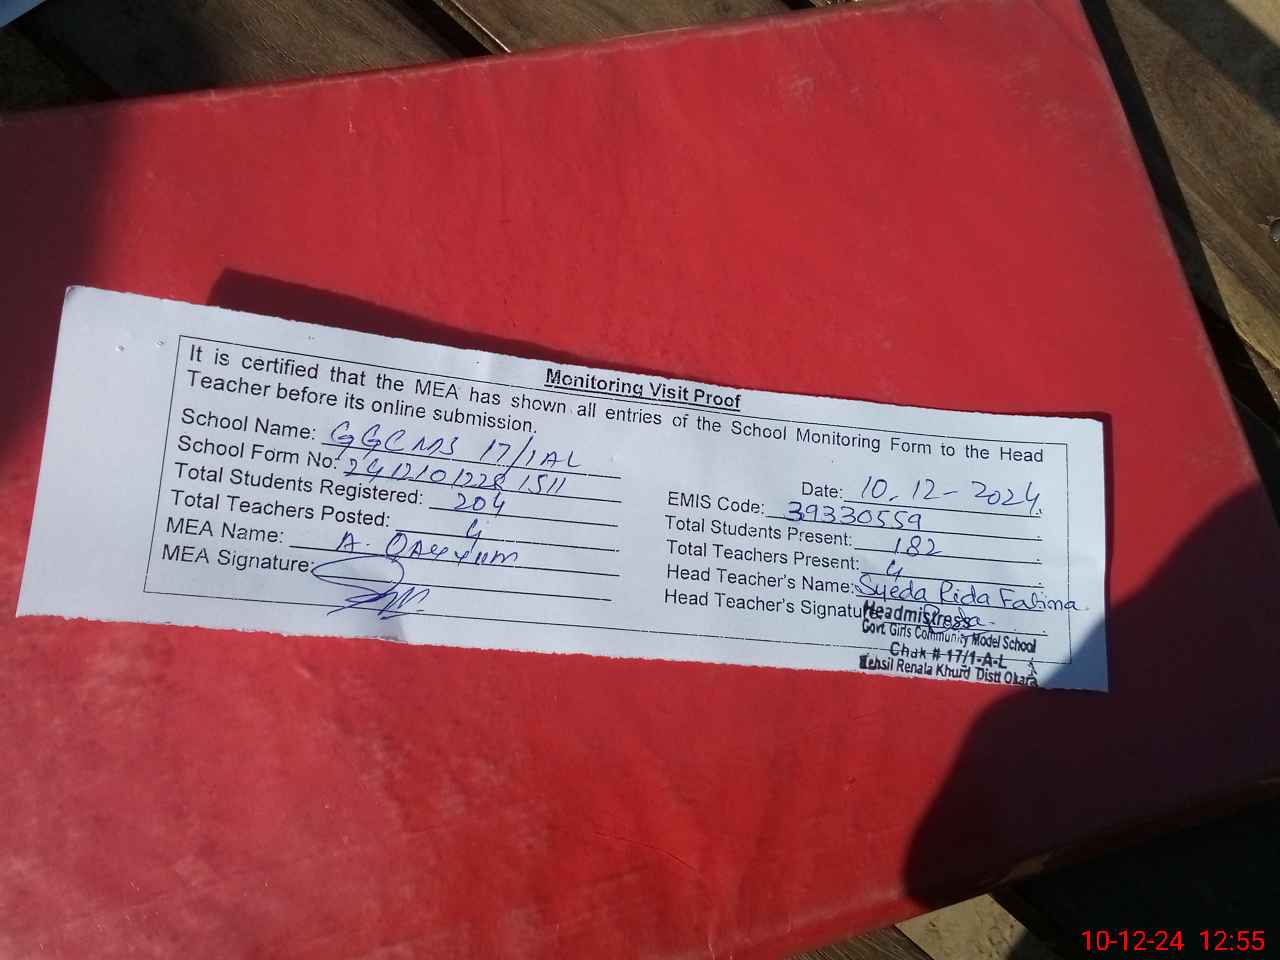 Monitoring Visit Proof
It is certified that the MEA has shown all entries of the School Monitoring Form to the Head
Teacher before its online submission.
Date: 10-12-2024
School Name: GGCMS 17/1AL
EMIS Code: 39330559
School Form No:
Total Students Present: 182
Total Students Registered: 204
Total Teachers Present: 4
Total Teachers Posted: 4
Head Teacher's Name: Syeda Rida Fatima
MEA Name: A. QAYYUM
Head Teacher's Signature: Rida
MEA Signature:
Headmistress
Govt. Girls Community Model School
Chak # 17/1-A-L
Tehsil Renala Khurd Distt Okara
10-12-24 12:55